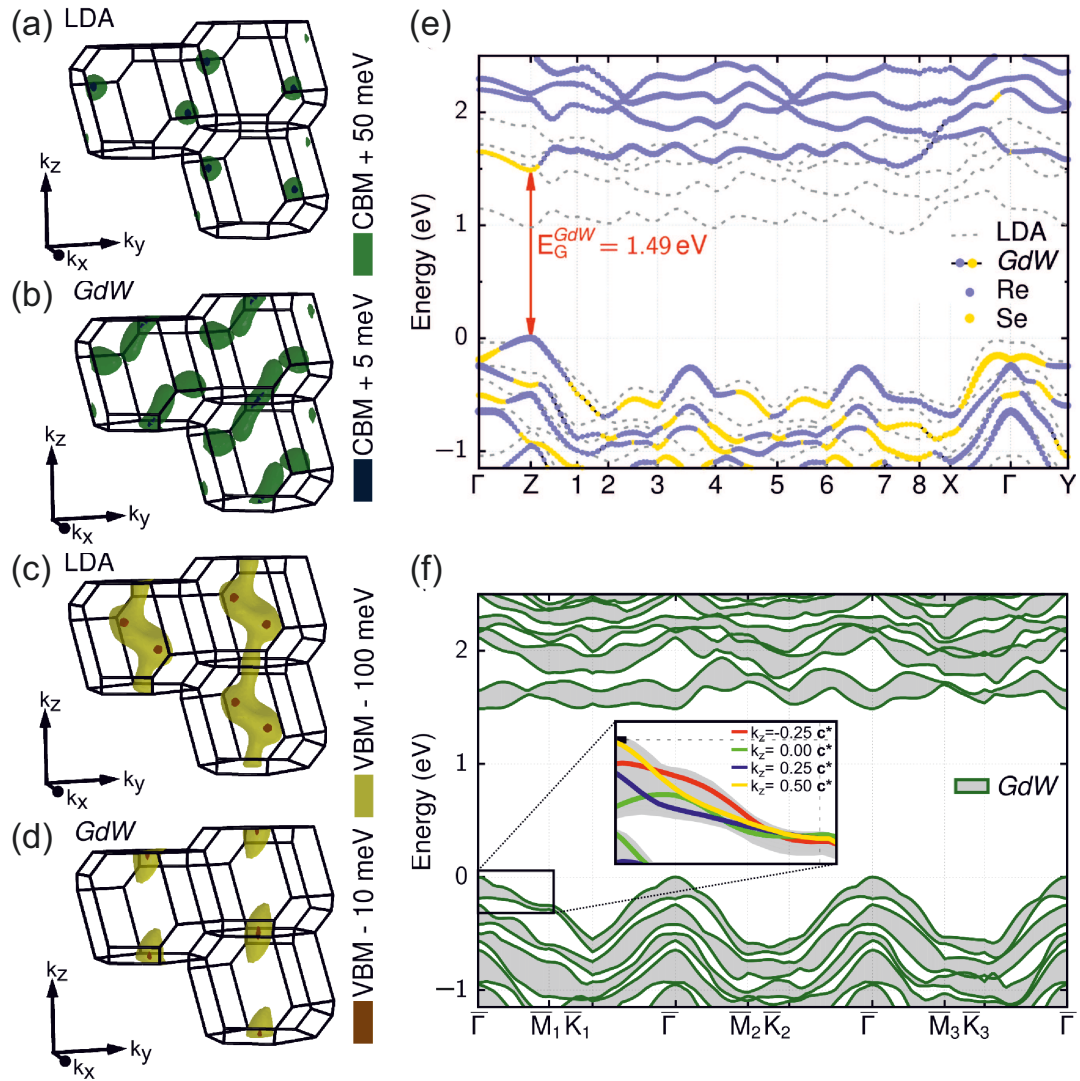 (a) LDA
k_z
k_y
k_x
CBM + 50 meV
(b) GdW
k_z
k_y
k_x
CBM + 5 meV
(c) LDA
k_z
k_y
k_x
VBM - 100 meV
(d) GdW
k_z
k_y
k_x
VBM - 10 meV
(e)
Energy (eV)
2
1
0
−1
E_G^{GdW} = 1.49 eV
LDA
GdW
Re
Se
Γ Z 1 2 3 4 5 6 7 8 X Γ Y
(f)
Energy (eV)
2
1
0
−1
k_z=-0.25 c*
k_z= 0.00 c*
k_z= 0.25 c*
k_z= 0.50 c*
GdW
Γ̅ M̅₁ K̅₁ Γ̅ M̅₂ K̅₂ Γ̅ M̅₃ K̅₃ Γ̅